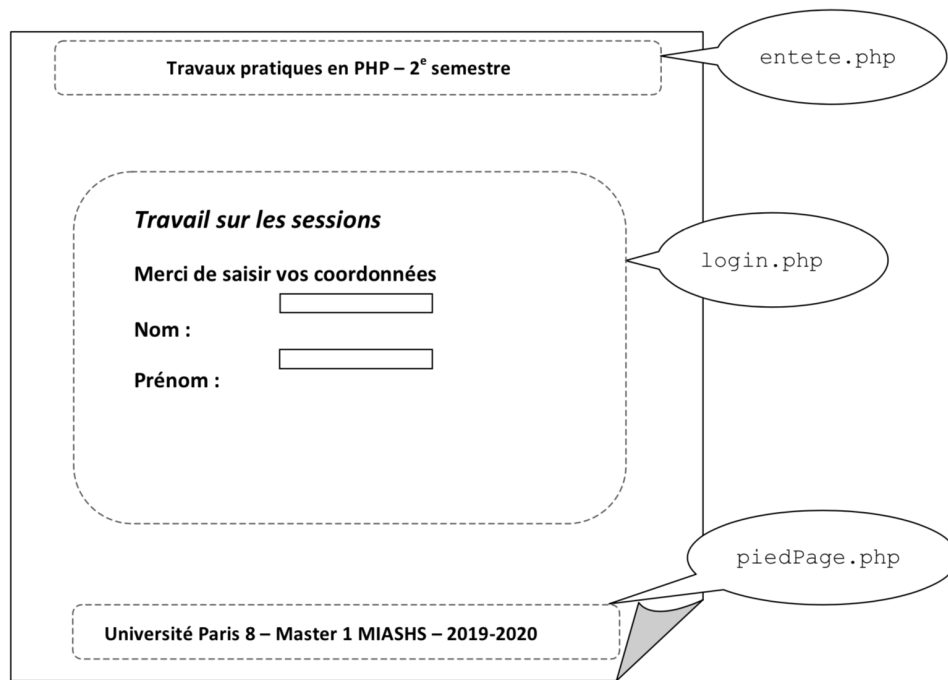 Travaux pratiques en PHP – 2e semestre
entete.php
Travail sur les sessions
login.php
Merci de saisir vos coordonnées
Nom :
Prénom :
piedPage.php
Université Paris 8 – Master 1 MIASHS – 2019-2020